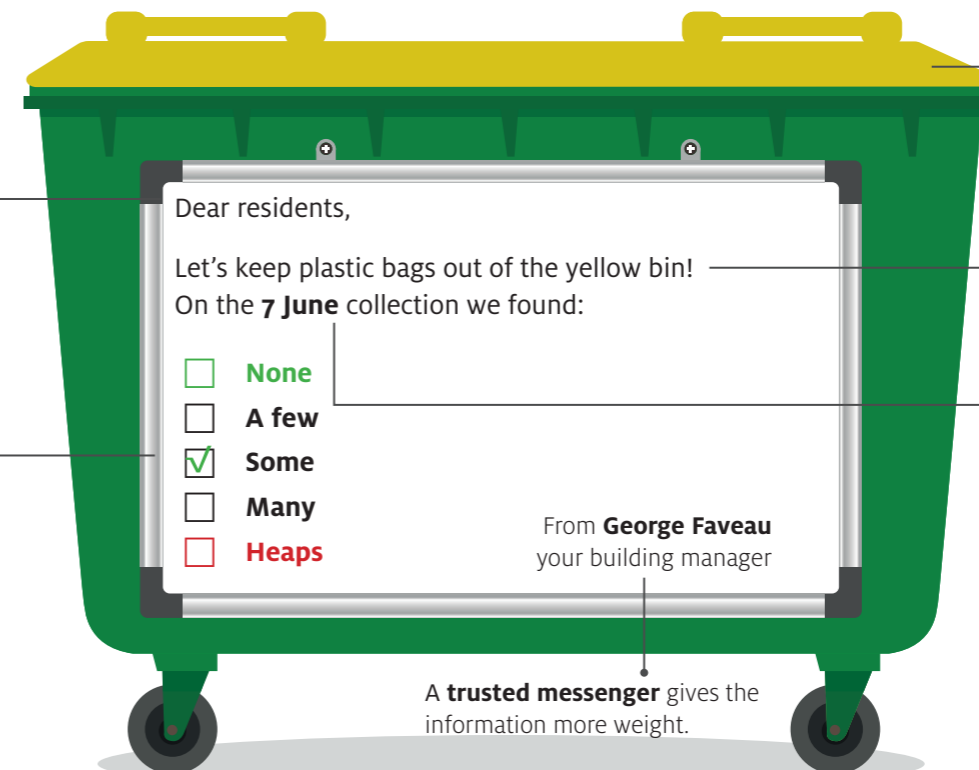 Dear residents,
Let's keep plastic bags out of the yellow bin!
On the 7 June collection we found:
None
A few
√ Some
Many
Heaps
From George Faveau
your building manager
A trusted messenger gives the
information more weight.